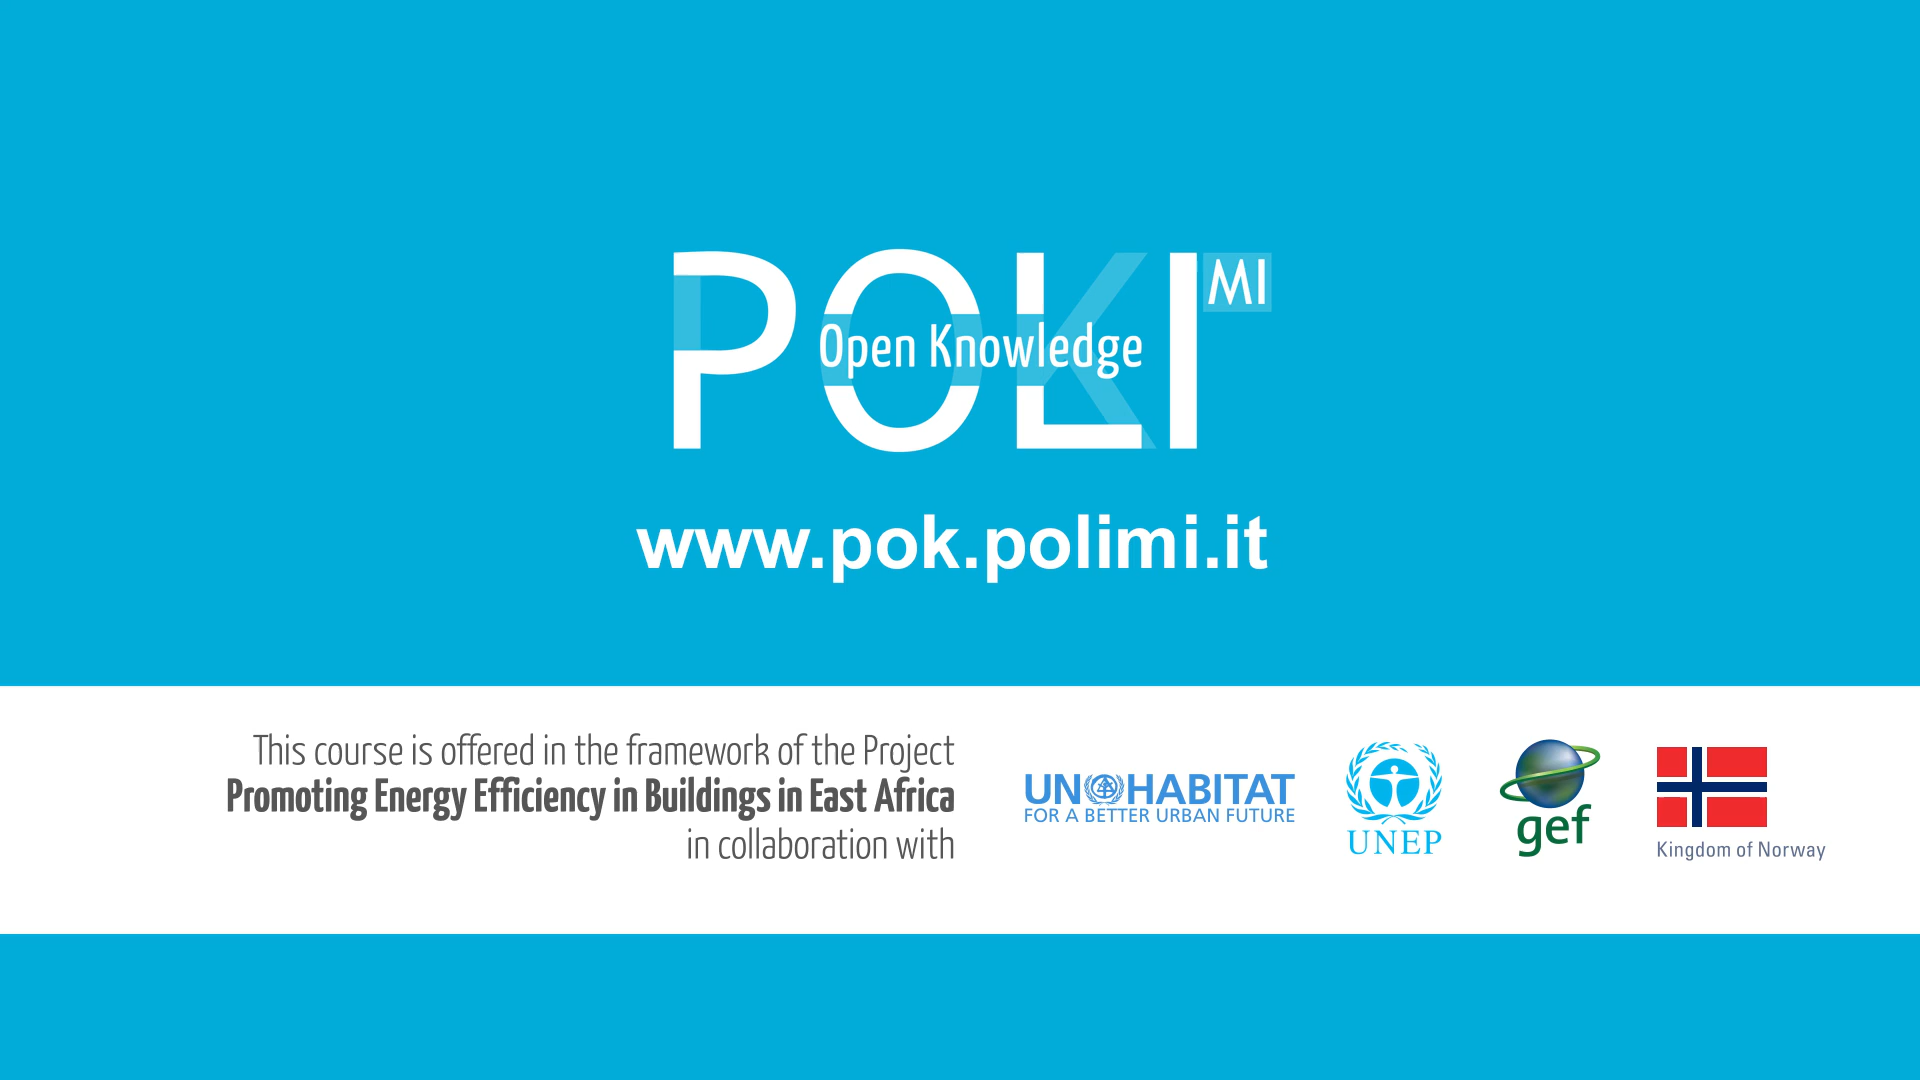 POLI MI
Open Knowledge
www.pok.polimi.it
This course is offered in the framework of the Project
Promoting Energy Efficiency in Buildings in East Africa
in collaboration with
UN HABITAT
FOR A BETTER URBAN FUTURE
UNEP
gef
Kingdom of Norway